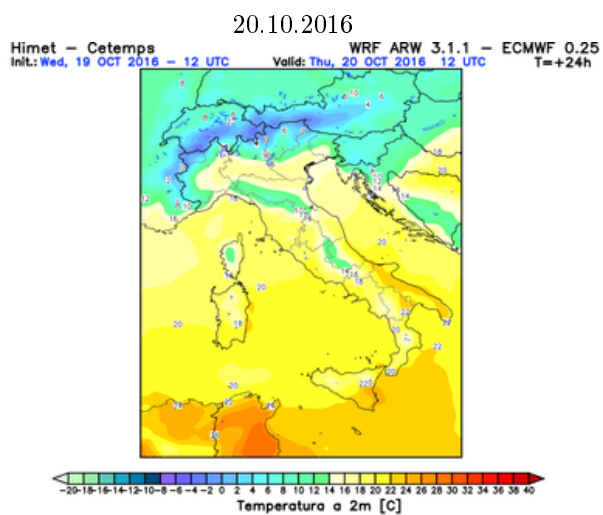 20.10.2016
Himet – Cetemps WRF ARW 3.1.1 – ECMWF 0.25
Init.: Wed, 19 OCT 2016 – 12 UTC Valid: Thu, 20 OCT 2016 12 UTC T=+24h
-20 -18 -16 -14 -12 -10 -8 -6 -4 -2 0 2 4 6 8 10 12 14 16 18 20 22 24 26 28 30 32 34 36 38 40
Temperatura a 2m [C]